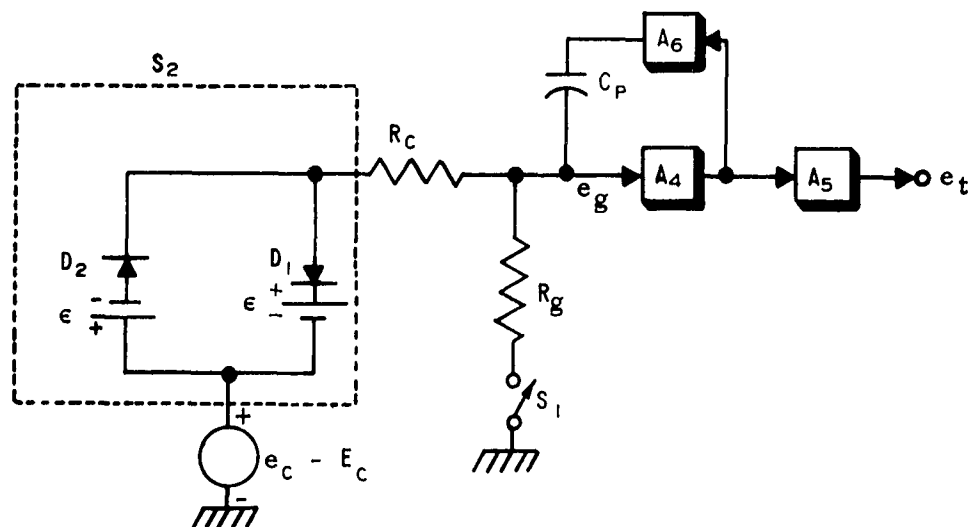 S2
A6
CP
RC
eg
A4
A5
et
D2
D1
- +
ϵ
+ -
ϵ
Rg
S1
+
eC - EC
-